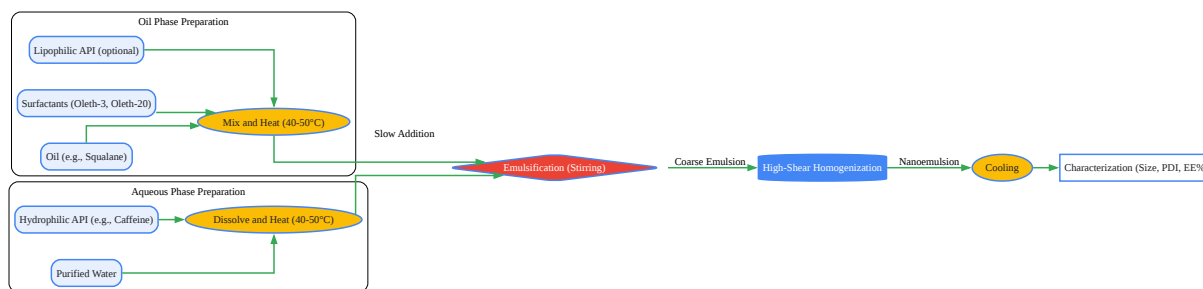 Oil Phase Preparation
Lipophilic API (optional)
Surfactants (Oleth-3, Oleth-20)
Mix and Heat (40-50°C)
Oil (e.g., Squalane)
Slow Addition
Emulsification (Stirring)
Coarse Emulsion
High-Shear Homogenization
Nanoemulsion
Cooling
Characterization (Size, PDI, EE%
Aqueous Phase Preparation
Hydrophilic API (e.g., Caffeine)
Dissolve and Heat (40-50°C)
Purified Water